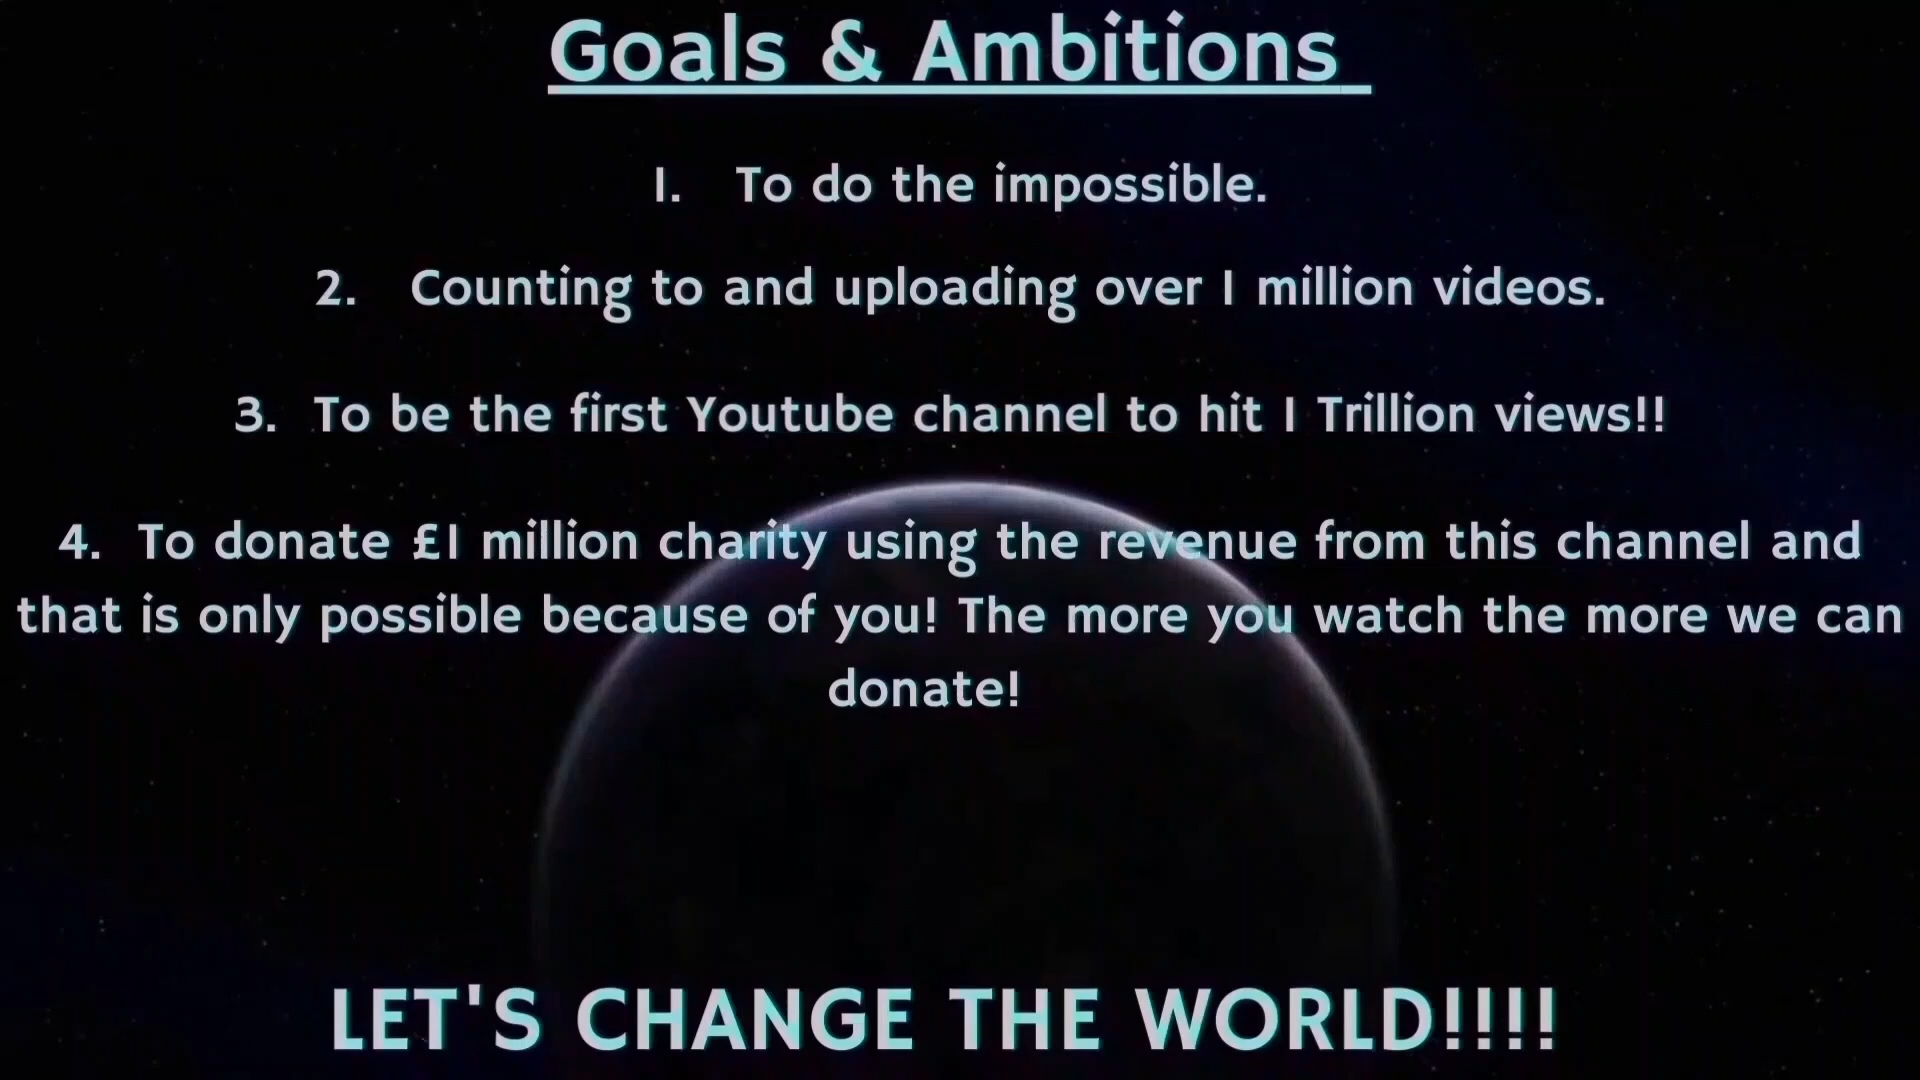 Goals & Ambitions
1. To do the impossible.
2. Counting to and uploading over 1 million videos.
3. To be the first Youtube channel to hit 1 Trillion views!!
4. To donate £1 million charity using the revenue from this channel and
that is only possible because of you! The more you watch the more we can
donate!
LET'S CHANGE THE WORLD!!!!